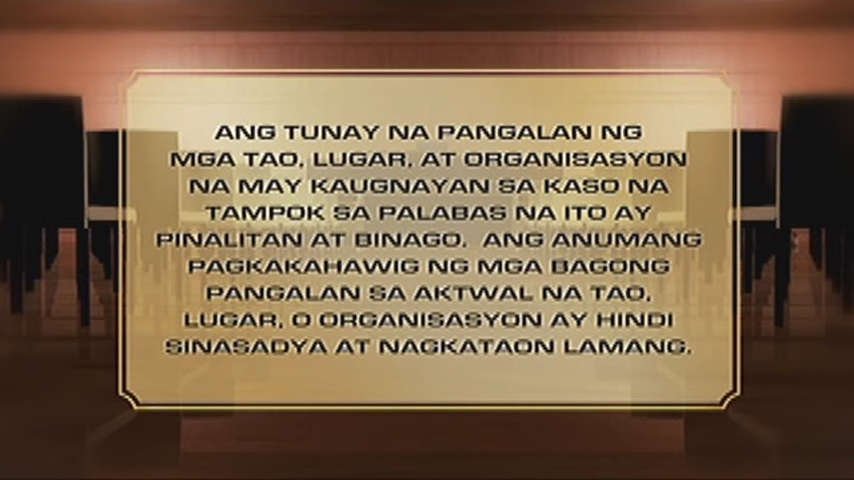 ANG TUNAY NA PANGALAN NG
MGA TAO, LUGAR, AT ORGANISASYON
NA MAY KAUGNAYAN SA KASO NA
TAMPOK SA PALABAS NA ITO AY
PINALITAN AT BINAGO. ANG ANUMANG
PAGKAKAHAWIG NG MGA BAGONG
PANGALAN SA AKTWAL NA TAO,
LUGAR, O ORGANISASYON AY HINDI
SINASADYA AT NAGKATAON LAMANG.